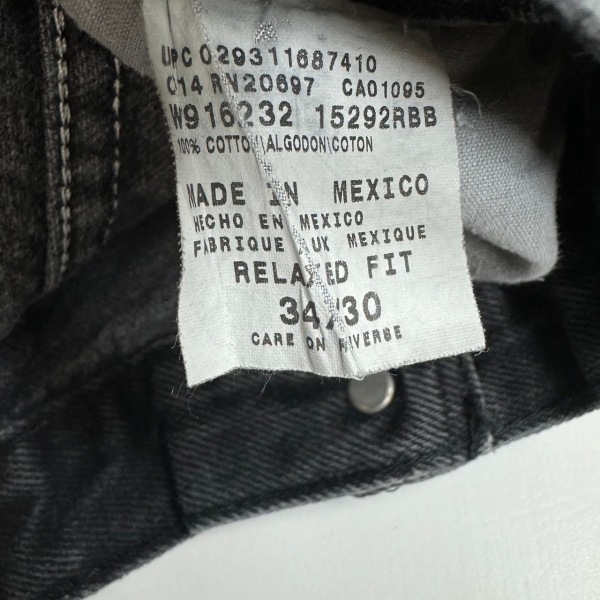 UPC 029311687410
014 RN20697 CA01095
W916232 15292RBB
100% COTTON\ALGODON\COTON
MADE IN MEXICO
HECHO EN MEXICO
FABRIQUE AUX MEXIQUE
RELAXED FIT
34/30
CARE ON REVERSE